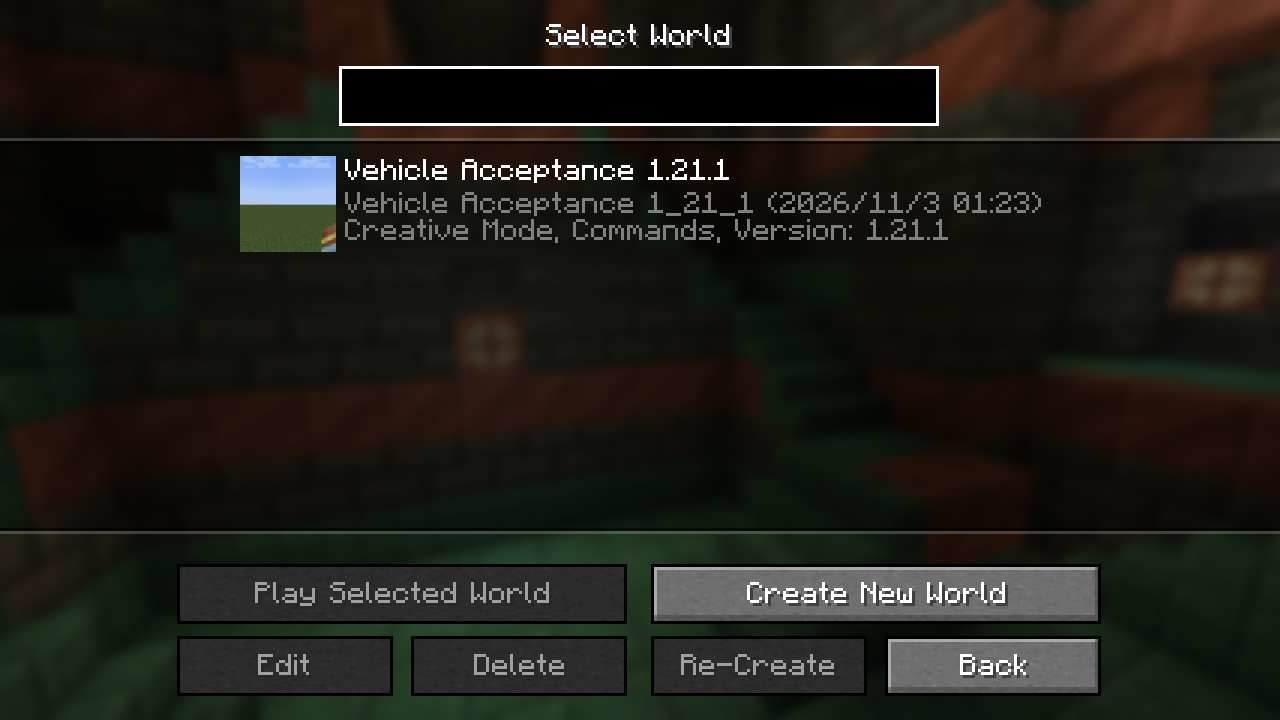 Select World
Vehicle Acceptance 1.21.1
Vehicle Acceptance 1_21_1 (2026/11/3 01:23)
Creative Mode, Commands, Version: 1.21.1
Play Selected World
Create New World
Edit
Delete
Re-Create
Back